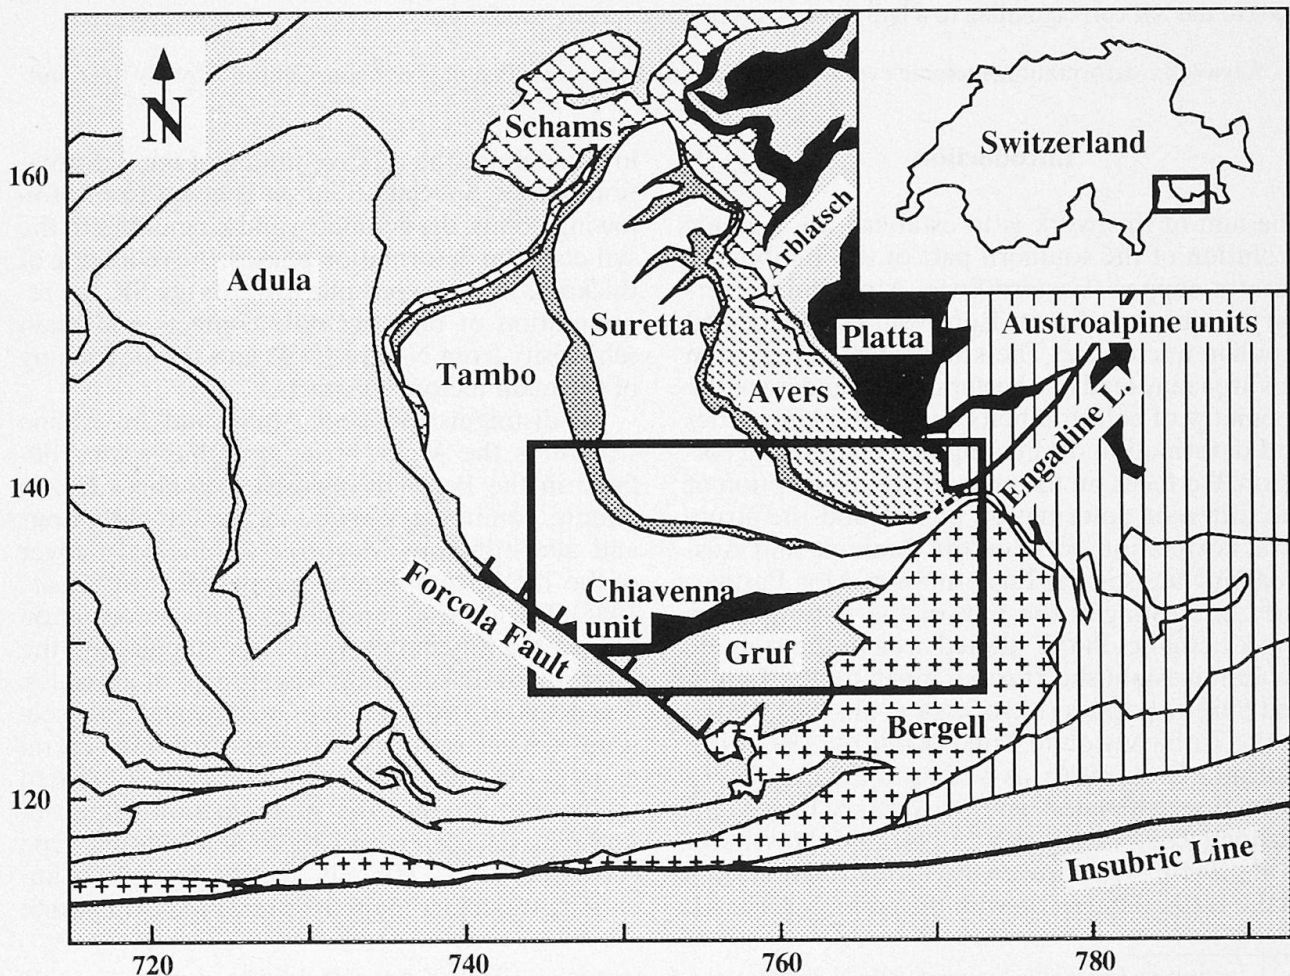 N
Schams
Switzerland
160
Arblatsch
Adula
Suretta
Platta
Austroalpine units
Tambo
Avers
Engadine L.
140
Forcola Fault
Chiavenna
unit
Gruf
Bergell
120
Insubric Line
720
740
760
780